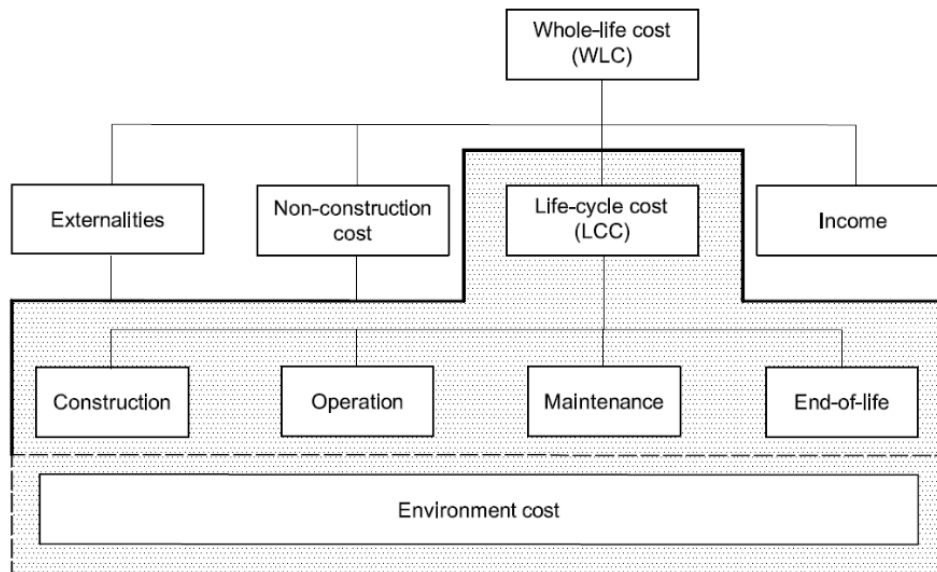 Whole-life cost
(WLC)
Externalities
Non-construction
cost
Life-cycle cost
(LCC)
Income
Construction
Operation
Maintenance
End-of-life
Environment cost